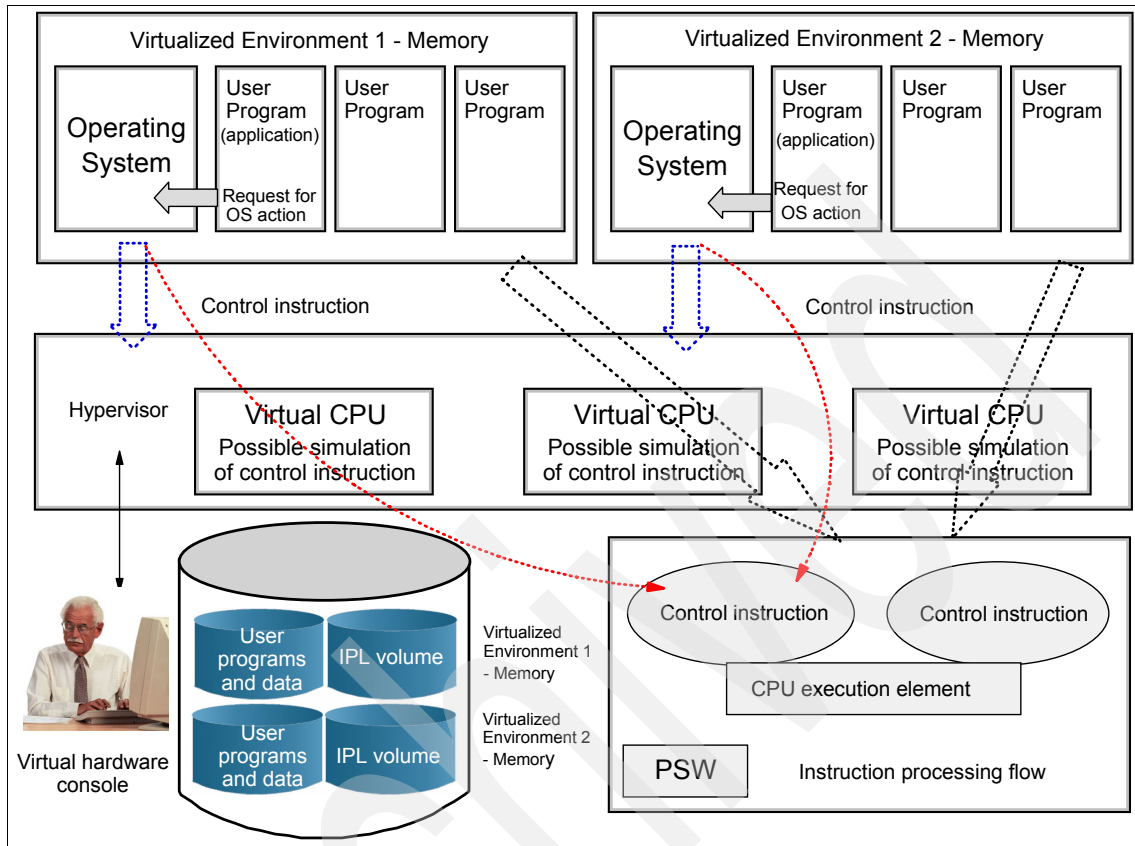 Virtualized Environment 1 - Memory
Operating
System
User
Program
(application)
Request for
OS action
User
Program
User
Program
Virtualized Environment 2 - Memory
Operating
System
User
Program
(application)
Request for
OS action
User
Program
User
Program
Control instruction
Control instruction
Hypervisor
Virtual CPU
Possible simulation
of control instruction
Virtual CPU
Possible simulation
of control instruction
Virtual CPU
Possible simulation
of control instruction
Virtual hardware
console
User
programs
and data
IPL volume
Virtualized
Environment 1
- Memory
User
programs
and data
IPL volume
Virtualized
Environment 2
- Memory
Control instruction
Control instruction
CPU execution element
PSW
Instruction processing flow